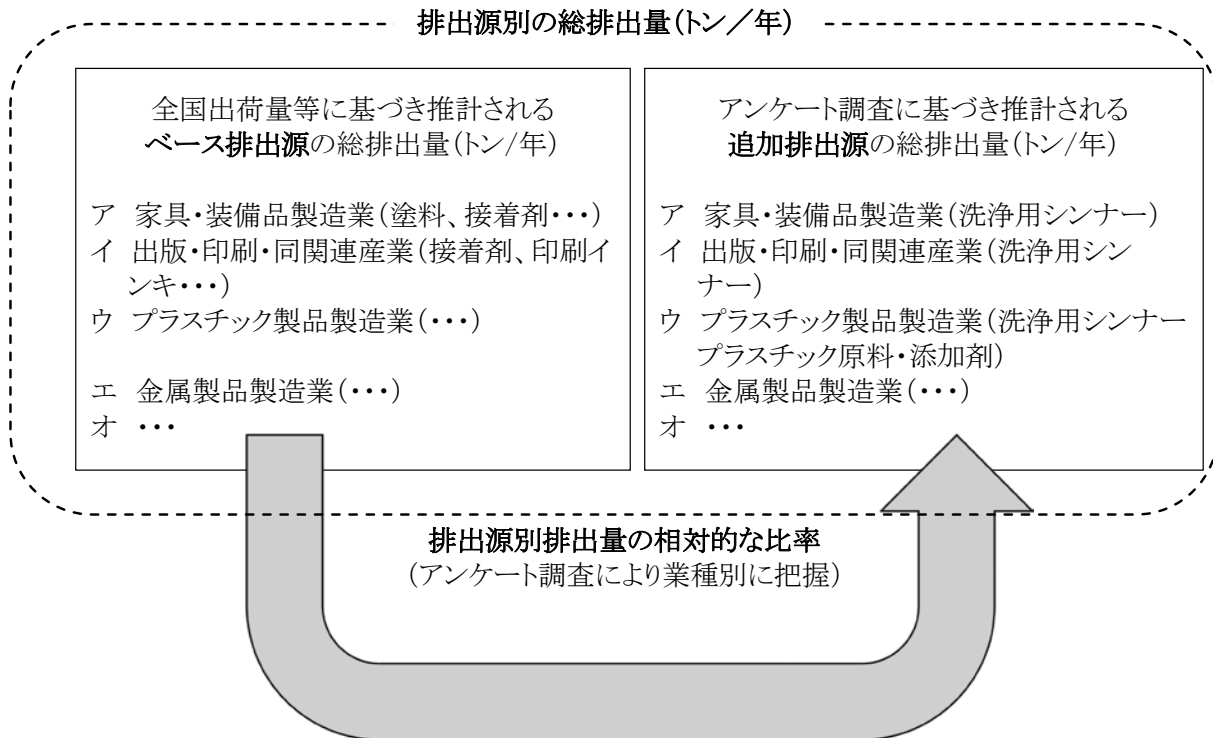 排出源別の総排出量(トン／年)
全国出荷量等に基づき推計される
ベース排出源の総排出量(トン/年)
ア 家具・装備品製造業(塗料、接着剤・・・)
イ 出版・印刷・同関連産業(接着剤、印刷イ
ンキ・・・)
ウ プラスチック製品製造業(・・・)
エ 金属製品製造業(・・・)
オ ・・・
アンケート調査に基づき推計される
追加排出源の総排出量(トン/年)
ア 家具・装備品製造業(洗浄用シンナー)
イ 出版・印刷・同関連産業(洗浄用シン
ナー)
ウ プラスチック製品製造業(洗浄用シンナー
プラスチック原料・添加剤)
エ 金属製品製造業(・・・)
オ ・・・
排出源別排出量の相対的な比率
(アンケート調査により業種別に把握)